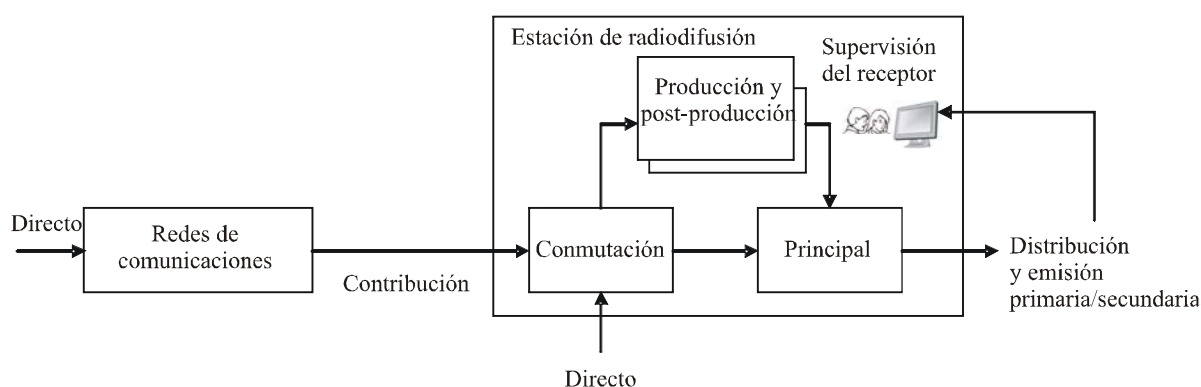 Estación de radiodifusión
Supervisión
del receptor
Producción y
post-producción
Directo
Redes de
comunicaciones
Contribución
Conmutación
Principal
Distribución
y emisión
primaria/secundaria
Directo